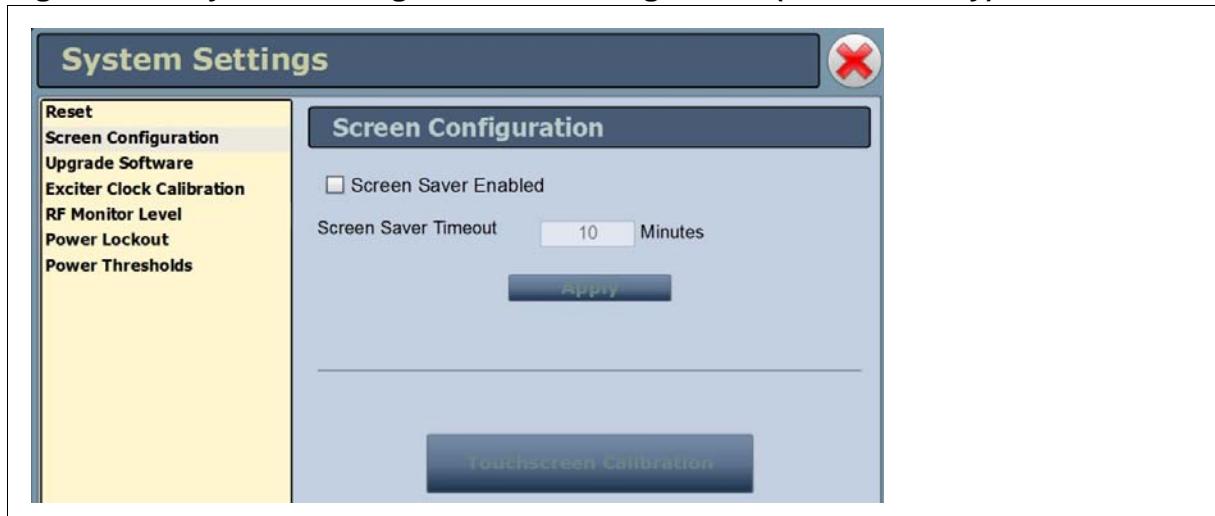 System Settings
Reset
Screen Configuration
Upgrade Software
Exciter Clock Calibration
RF Monitor Level
Power Lockout
Power Thresholds
Screen Configuration
Screen Saver Enabled
Screen Saver Timeout 10 Minutes
Apply
Touchscreen Calibration